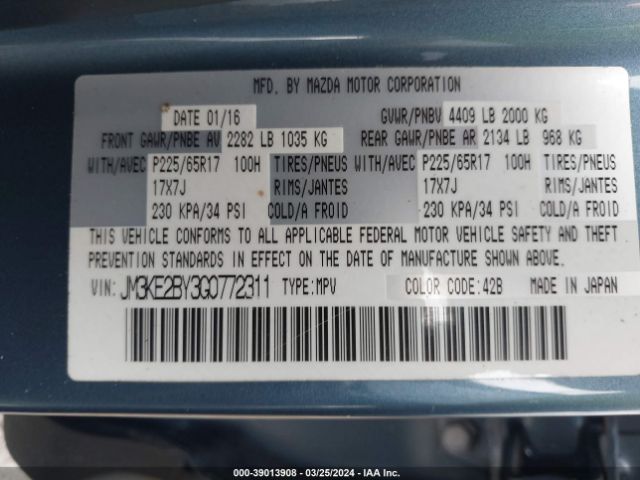 MFD. BY MAZDA MOTOR CORPORATION
DATE 01/16 GVWR/PNBV 4409 LB 2000 KG
FRONT GAWR/PNBE AV 2282 LB 1035 KG REAR GAWR/PNBE AR 2134 LB 968 KG
WITH/AVEC P225/65R17 100H TIRES/PNEUS WITH/AVEC P225/65R17 100H TIRES/PNEUS
17X7J RIMS/JANTES 17X7J RIMS/JANTES
230 KPA/34 PSI COLD/A FROID 230 KPA/34 PSI COLD/A FROID
THIS VEHICLE CONFORMS TO ALL APPLICABLE FEDERAL MOTOR VEHICLE SAFETY AND THEFT
PREVENTION STANDARDS IN EFFECT ON THE DATE OF MANUFACTURE SHOWN ABOVE.
VIN: JM3KE2BY3G0772311 TYPE:MPV COLOR CODE:42B MADE IN JAPAN
000-39013908 - 03/25/2024 - IAA Inc.